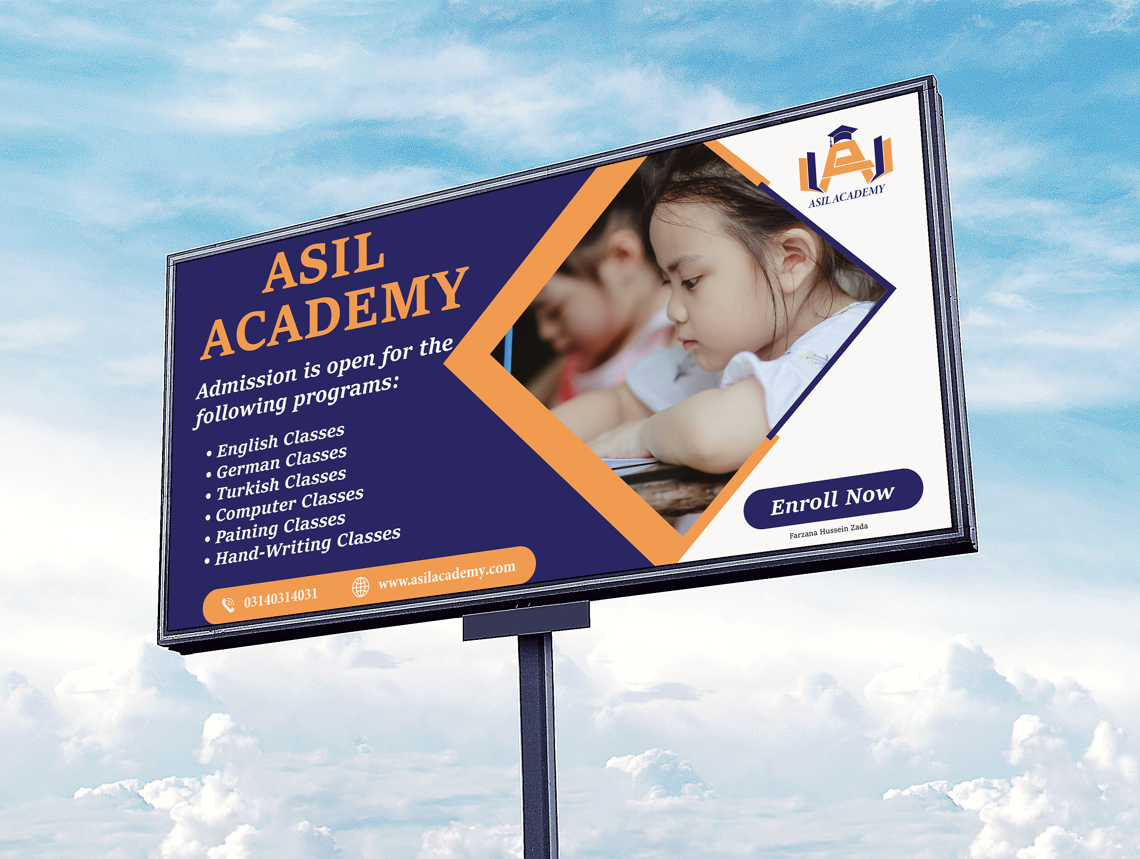 ASIL
ACADEMY
Admission is open for the
following programs:
• English Classes
• German Classes
• Turkish Classes
• Computer Classes
• Paining Classes
• Hand-Writing Classes
03140314031
www.asilacademy.com
ASIL ACADEMY
Enroll Now
Farzana Hussein Zada